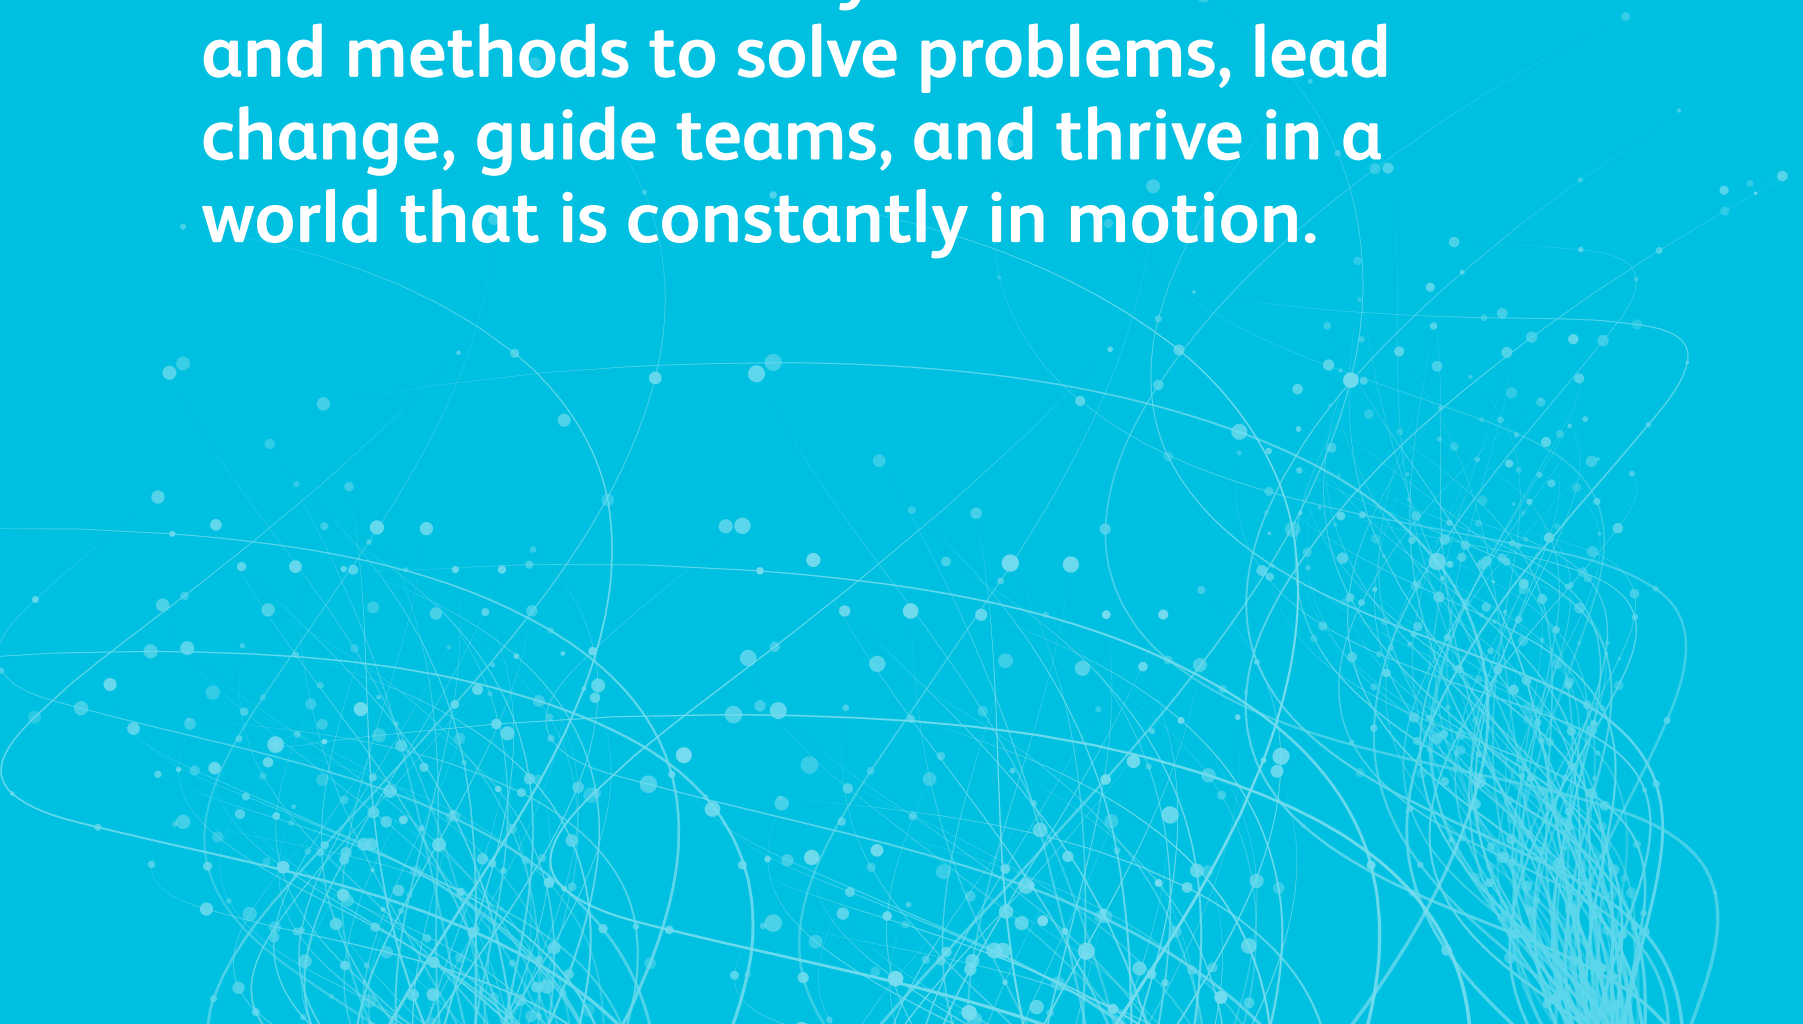 and methods to solve problems, lead
change, guide teams, and thrive in a
world that is constantly in motion.